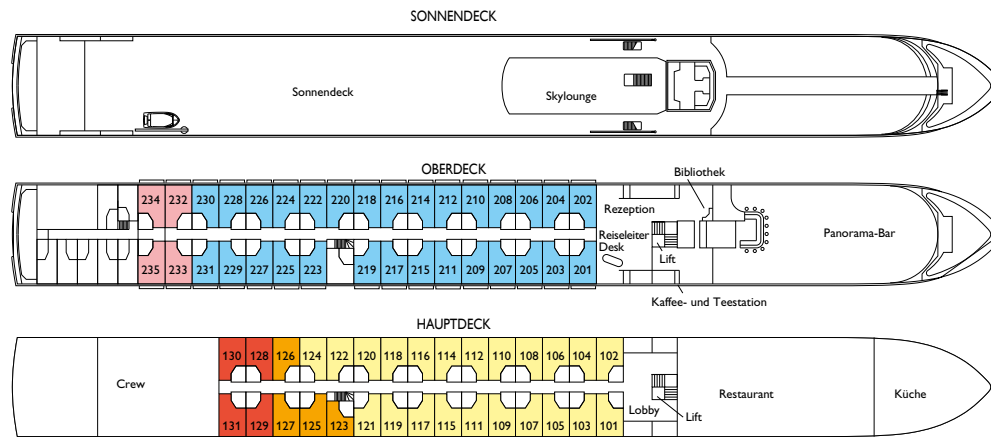 SONNENDECK
Sonnendeck
Skylounge
OBERDECK
Bibliothek
234 232 230 228 226 224 222 220 218 216 214 212 210 208 206 204 202
Rezeption
Reiseleiter
Desk
Lift
Panorama-Bar
235 233 231 229 227 225 223 219 217 215 211 209 207 205 203 201
Kaffee- und Teestation
HAUPTDECK
130 128 126 124 122 120 118 116 114 112 110 108 106 104 102
Crew
Restaurant
Küche
Lobby
Lift
131 129 127 125 123 121 119 117 115 111 109 107 105 103 101